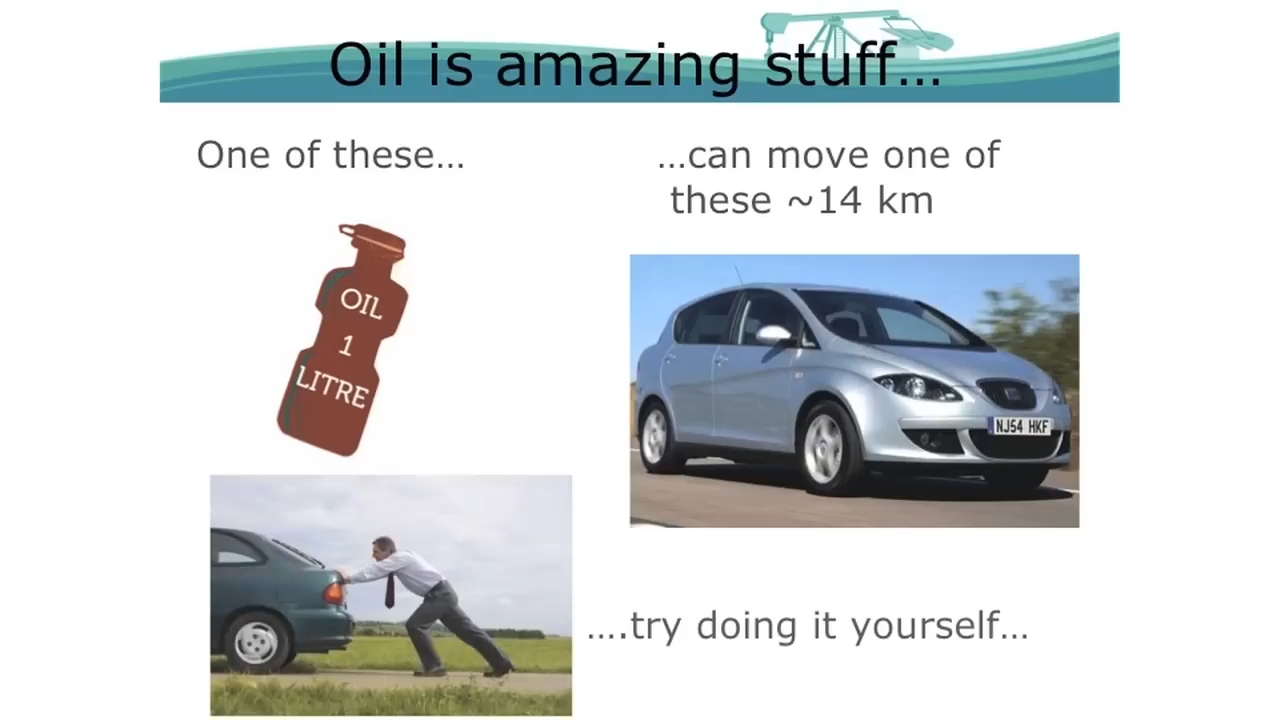 Oil is amazing stuff…
One of these…
…can move one of
these ~14 km
OIL
1
LITRE
NJ54 HKF
….try doing it yourself…